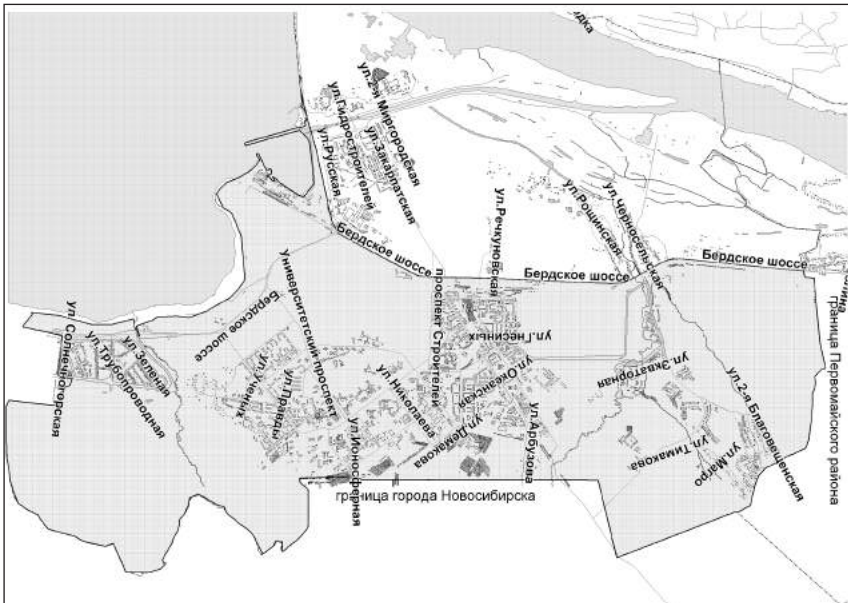 ул.2-я Миргородская
ул.Гидростроителей
ул.Закарпатская
ул.Русская
Бердское шоссе
ул.Речкуновская
ул.Рощинская
ул.Черносельская
Бердское шоссе
Бердское шоссе
граница Первомайского района
Университетский проспект
Бердское шоссе
проспект Строителей
ул.Гнесиных
ул. Солнечногорская
ул.Трубопроводная
ул.Зеленая
ул.Ученых
ул.Правды
ул.Николаева
ул.Океанская
ул.Демакова
ул.Арбузова
ул.Экваторная
ул.2-я Благовещенская
ул.Тимакова
ул.Магро
ул.Ионосферная
граница города Новосибирска